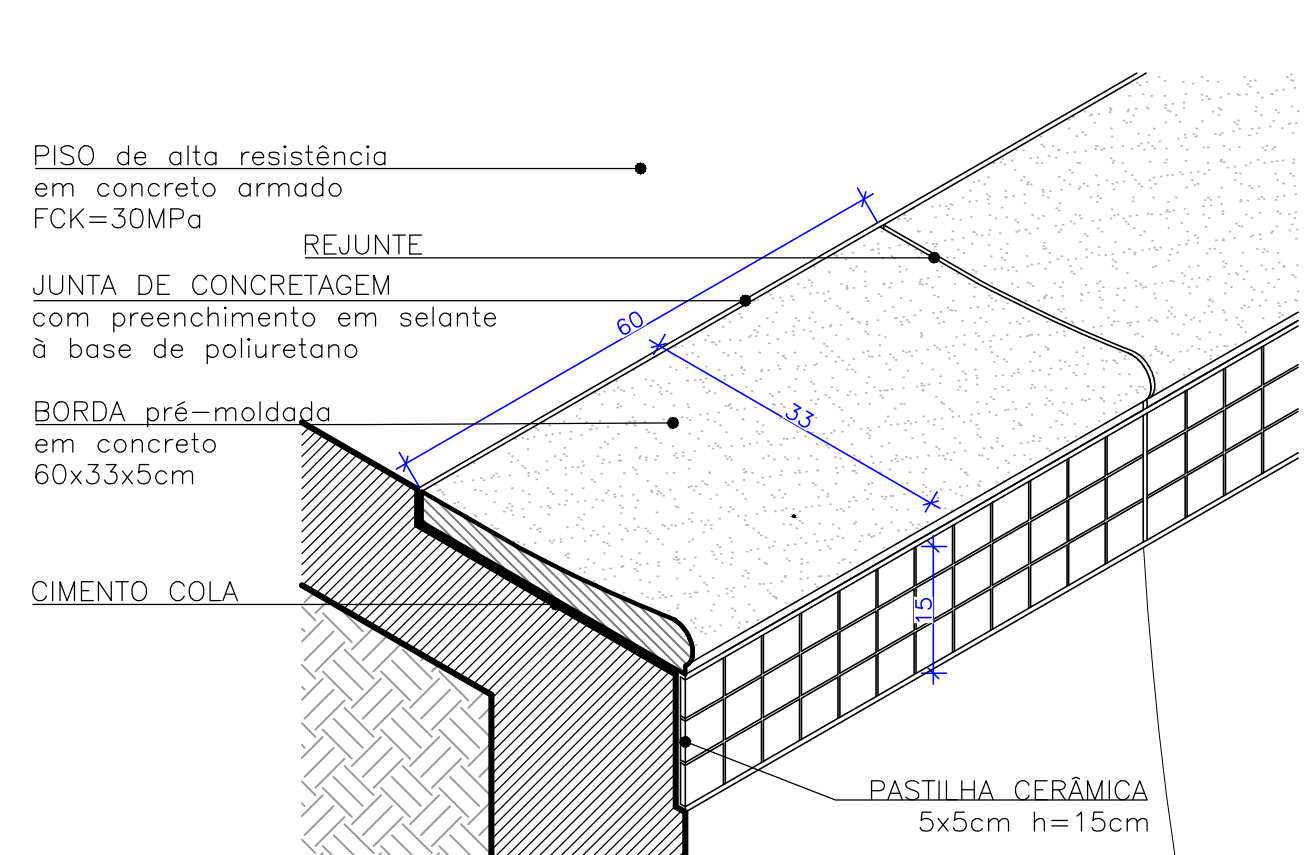 PISO de alta resistência
em concreto armado
FCK=30MPa
REJUNTE
JUNTA DE CONCRETAGEM
com preenchimento em selante
à base de poliuretano
60
33
BORDA pré-moldada
em concreto
60x33x5cm
CIMENTO COLA
15
PASTILHA CERÂMICA
5x5cm h=15cm